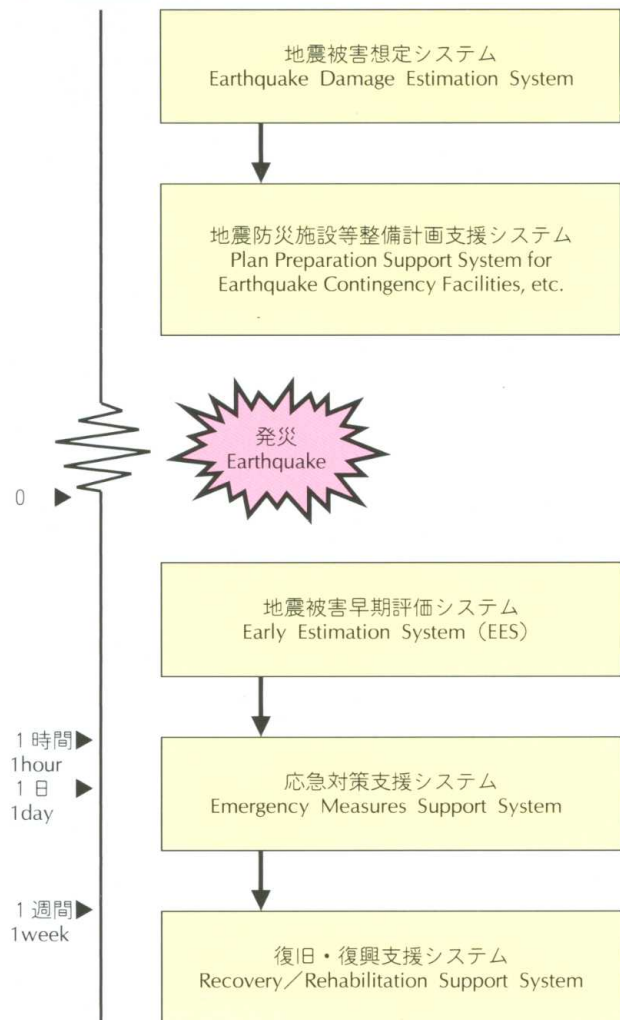 地震被害想定システム
Earthquake Damage Estimation System
地震防災施設等整備計画支援システム
Plan Preparation Support System for
Earthquake Contingency Facilities, etc.
発災
Earthquake
0 ▶
地震被害早期評価システム
Early Estimation System（EES）
1 時間▶
1hour
1 日 ▶
1day
応急対策支援システム
Emergency Measures Support System
1 週間▶
1week
復旧・復興支援システム
Recovery／Rehabilitation Support System